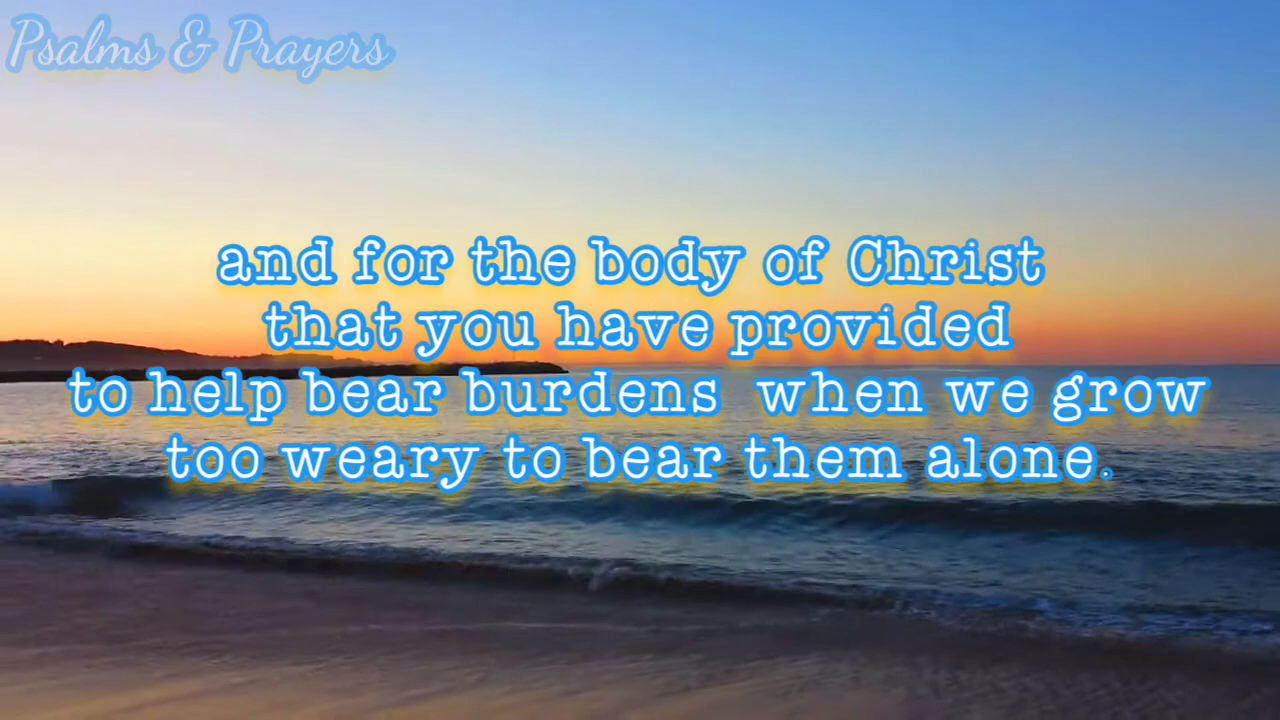 Psalms & Prayers
and for the body of Christ
that you have provided
to help bear burdens  when we grow
too weary to bear them alone.